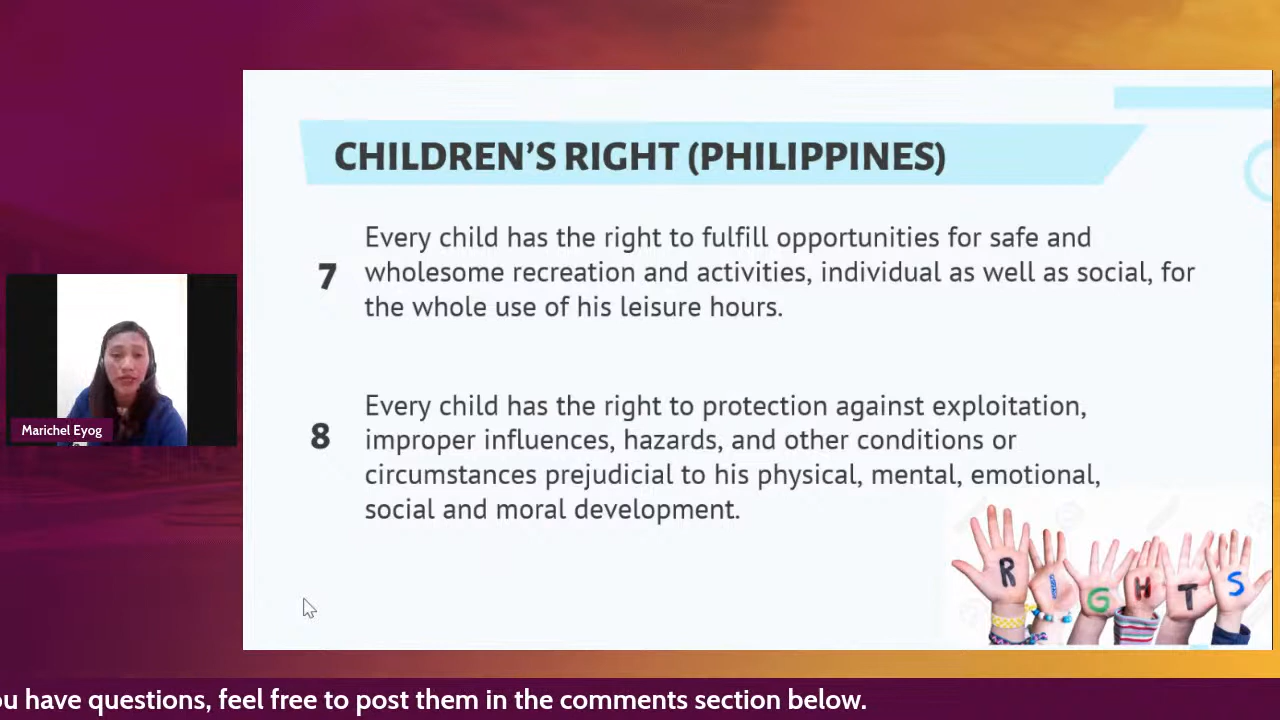 CHILDREN'S RIGHT (PHILIPPINES)
7
Every child has the right to fulfill opportunities for safe and
wholesome recreation and activities, individual as well as social, for
the whole use of his leisure hours.
8
Every child has the right to protection against exploitation,
improper influences, hazards, and other conditions or
circumstances prejudicial to his physical, mental, emotional,
social and moral development.
RIGHTS
Marichel Eyog
have questions, feel free to post them in the comments section below.